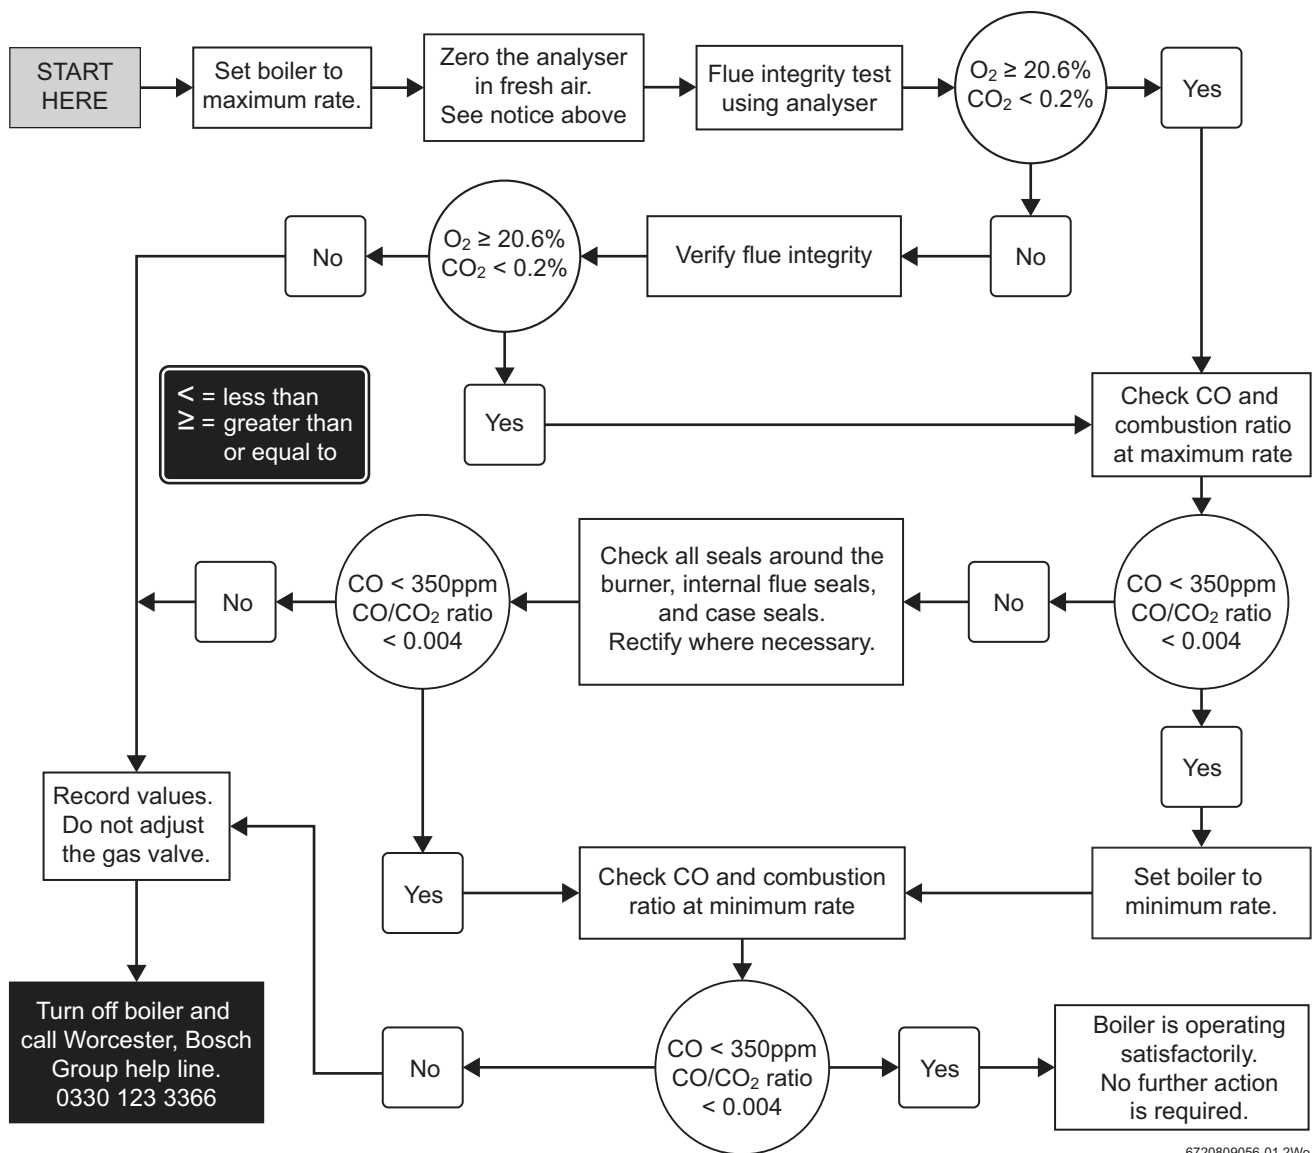 START
HERE
Set boiler to
maximum rate.
Zero the analyser
in fresh air.
See notice above
Flue integrity test
using analyser
O₂ ≥ 20.6%
CO₂ < 0.2%
Yes
No
Verify flue integrity
O₂ ≥ 20.6%
CO₂ < 0.2%
No
Yes
< = less than
≥ = greater than
or equal to
Check CO and
combustion ratio
at maximum rate
CO < 350ppm
CO/CO₂ ratio
< 0.004
No
Check all seals around the
burner, internal flue seals,
and case seals.
Rectify where necessary.
CO < 350ppm
CO/CO₂ ratio
< 0.004
No
Yes
Set boiler to
minimum rate.
Yes
Check CO and combustion
ratio at minimum rate
Record values.
Do not adjust
the gas valve.
CO < 350ppm
CO/CO₂ ratio
< 0.004
No
Yes
Boiler is operating
satisfactorily.
No further action
is required.
Turn off boiler and
call Worcester, Bosch
Group help line.
0330 123 3366
6720809056-01.2Wo